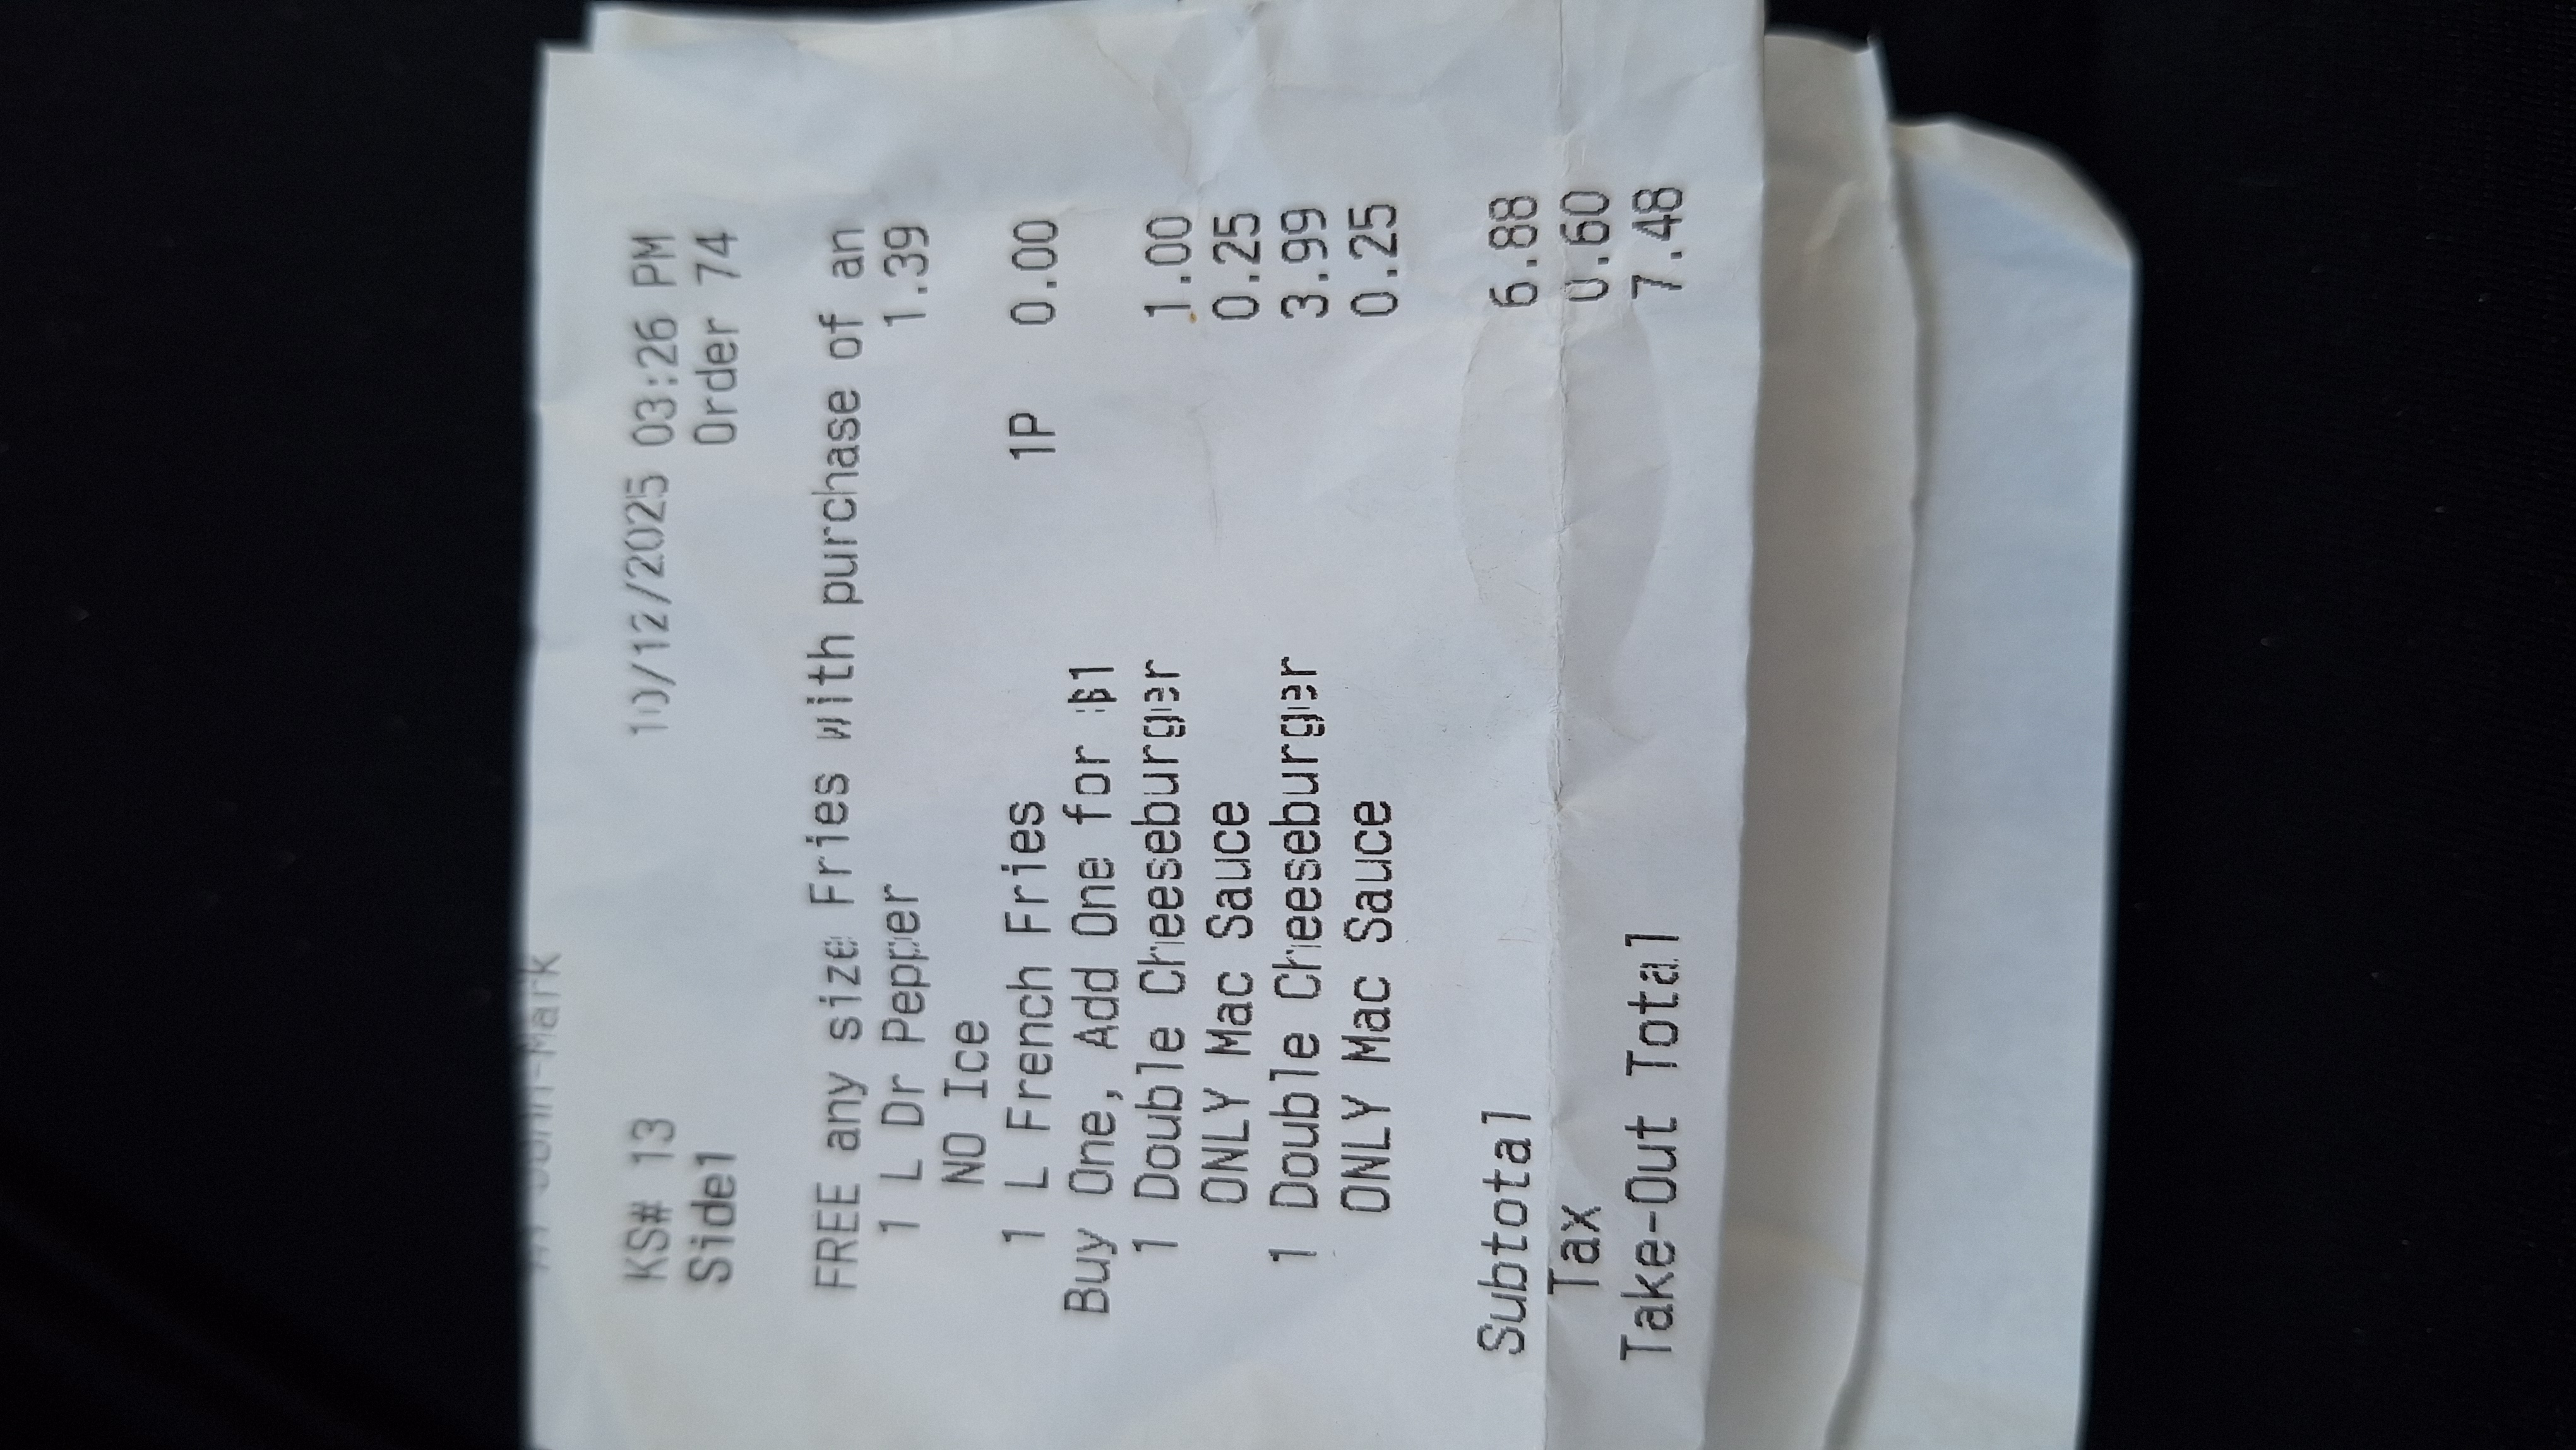 Mark
KS# 13 10/12/2025 03:26 PM
Side1 Order 74
FREE any size Fries with purchase of an
1 L Dr Pepper 1.39
NO Ice
1 L French Fries 1P 0.00
Buy One, Add One for $1
1 Double Cheeseburger 1.00
ONLY Mac Sauce 0.25
1 Double Cheeseburger 3.99
ONLY Mac Sauce 0.25
Subtotal 6.88
Tax 0.60
Take-Out Total 7.48